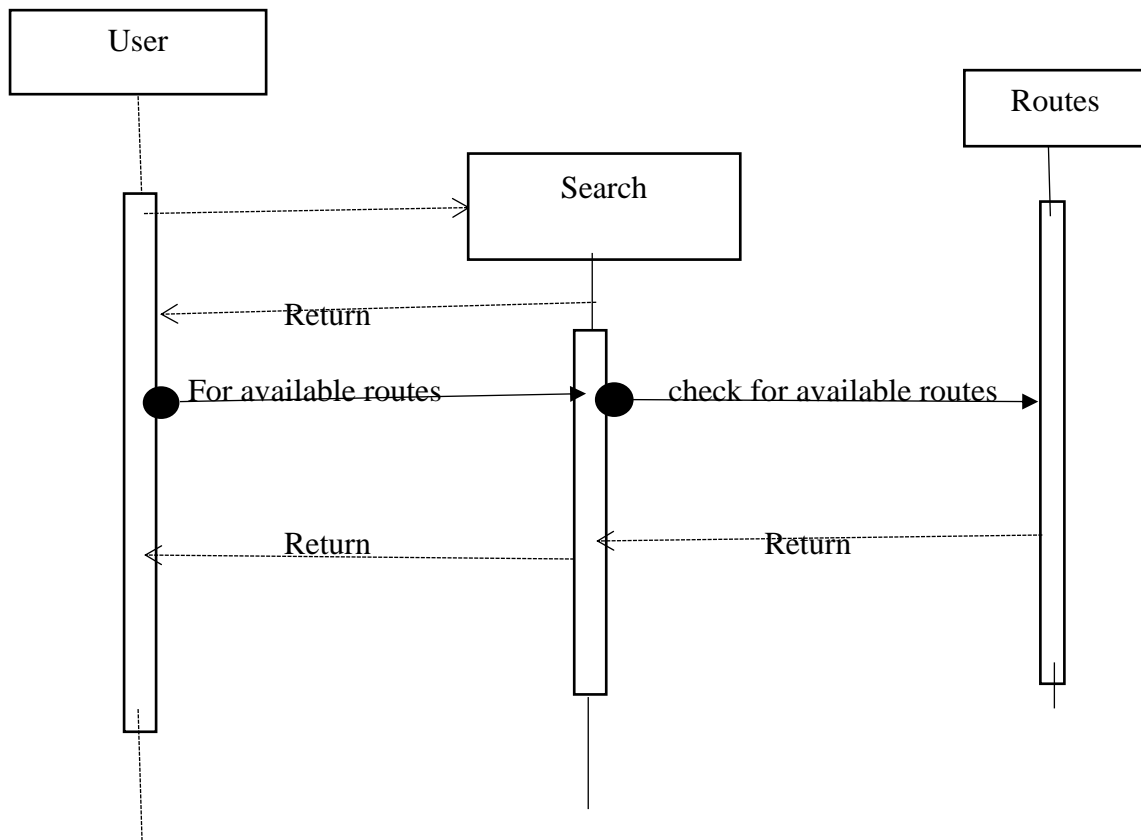 User
Routes
Search
Return
For available routes
check for available routes
Return
Return